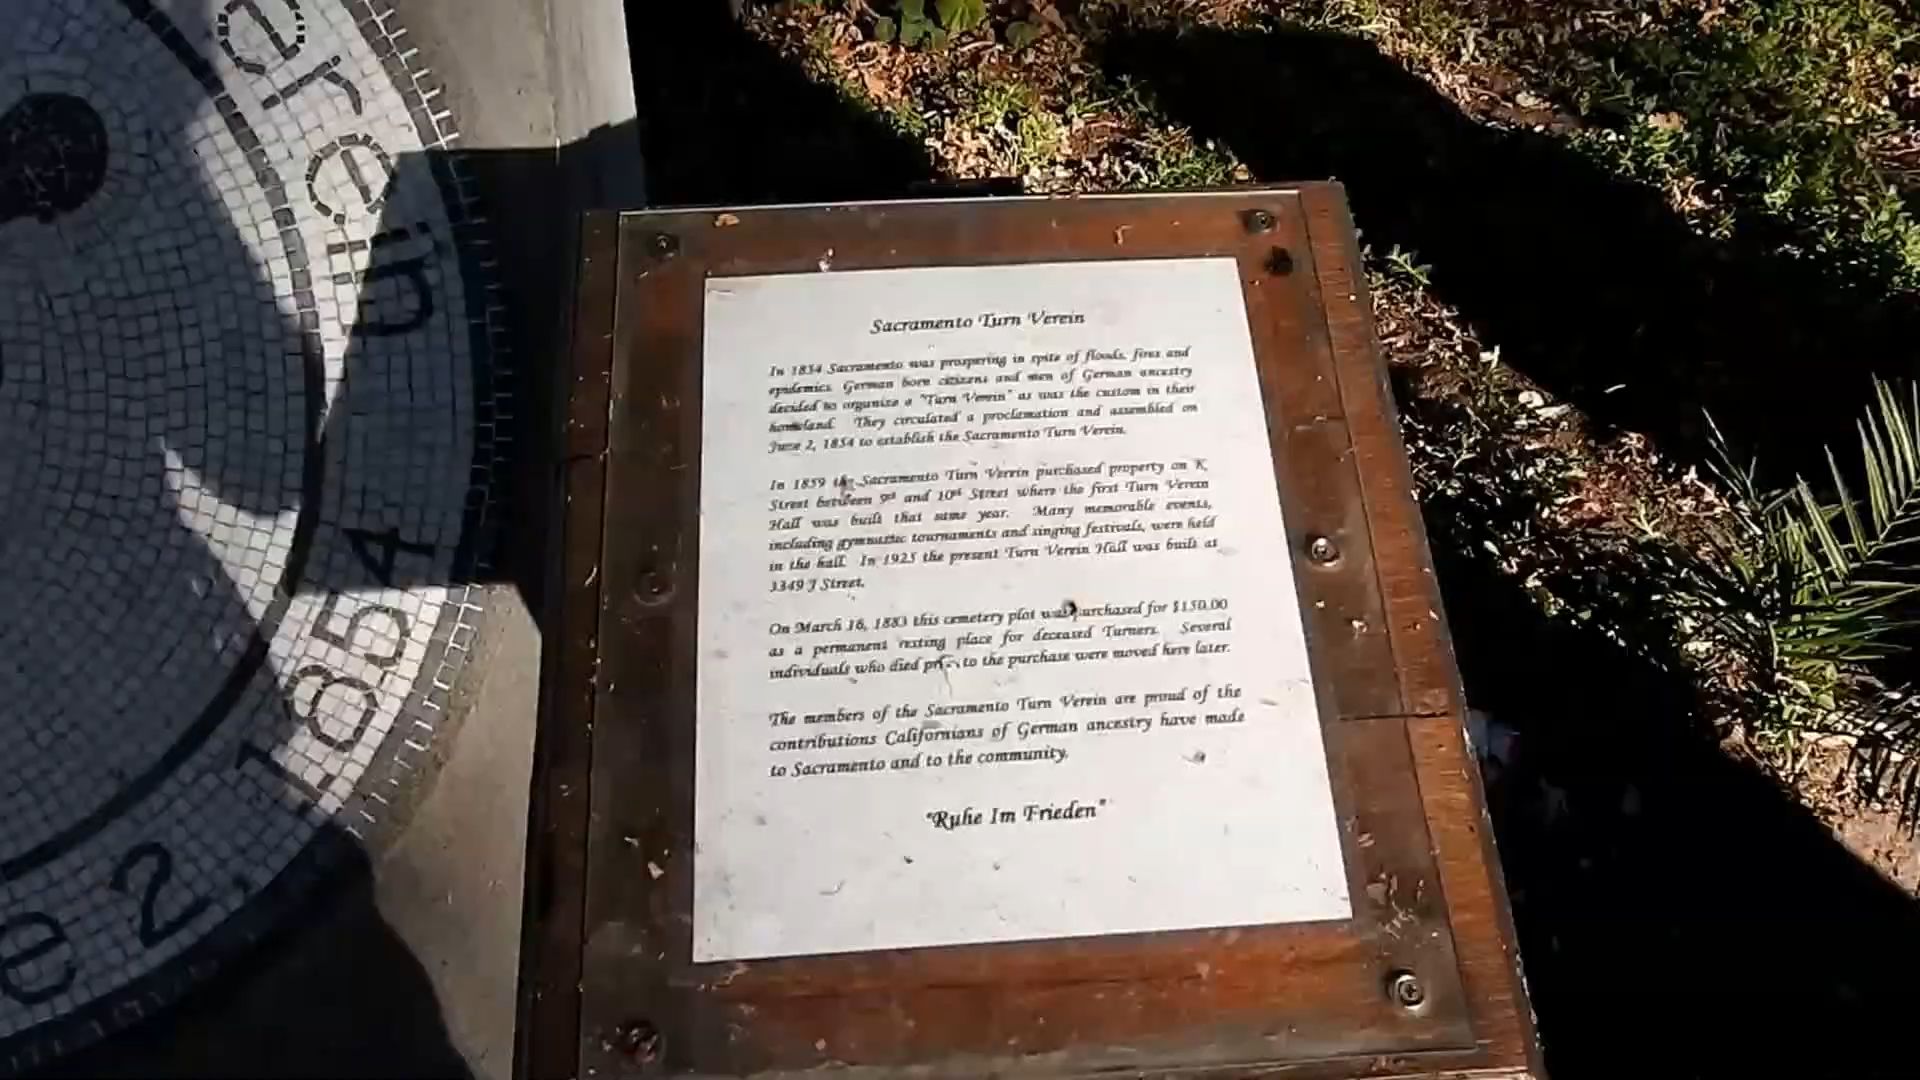 Sacramento Turn Verein
In 1854 Sacramento was prospering in spite of floods, fires and
epidemics. German born citizens and men of German ancestry
decided to organize a "Turn Verein" as was the custom in their
homeland. They circulated a proclamation and assembled on
June 2, 1854 to establish the Sacramento Turn Verein.
In 1859 the Sacramento Turn Verein purchased property on K
Street between 9th and 10th Street where the first Turn Verein
Hall was built that same year. Many memorable events,
including gymnastic tournaments and singing festivals, were held
in the hall. In 1925 the present Turn Verein Hall was built at
3349 J Street.
On March 16, 1883 this cemetery plot was purchased for $150.00
as a permanent resting place for deceased Turners. Several
individuals who died prior to the purchase were moved here later.
The members of the Sacramento Turn Verein are proud of the
contributions Californians of German ancestry have made
to Sacramento and to the community.
"Ruhe Im Frieden"
erein
e 2, 1854